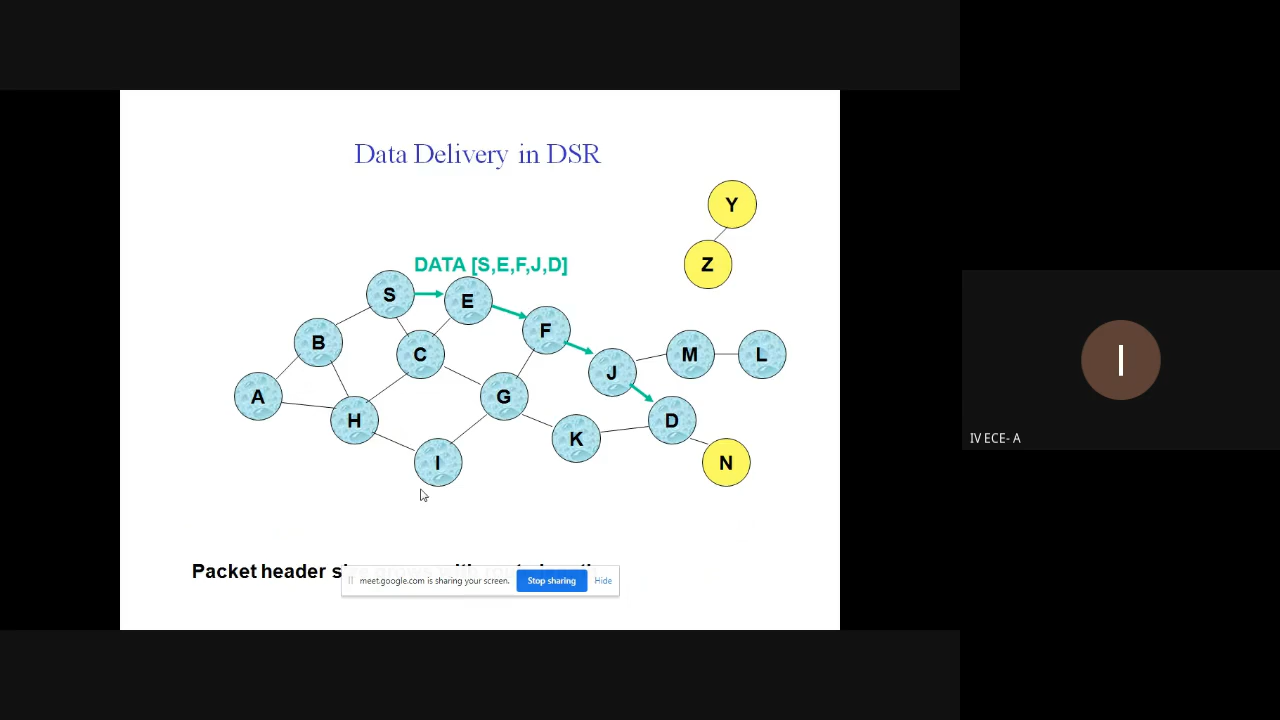 Data Delivery in DSR
Y
DATA [S,E,F,J,D]
Z
S
E
F
B
C
M
L
J
A
G
H
D
K
I
N
Packet header
meet.google.com is sharing your screen.
Stop sharing
Hide
I
IV ECE- A